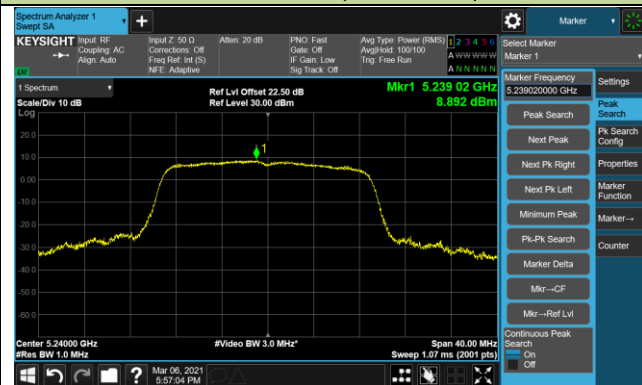 Spectrum Analyzer 1
Swept SA
+
Marker
KEYSIGHT Input: RF
Coupling: AC
Align: Auto
Input Z: 50 Ω
Corrections: Off
Freq Ref: Int (S)
NFE: Adaptive
Atten: 20 dB
PNO: Fast
Gate: Off
IF Gain: Low
Sig Track: Off
Avg Type: Power (RMS)
Avg|Hold: 100/100
Trig: Free Run
1 2 3 4 5 6
A W W W W W
A N N N N N
Select Marker
Marker 1
LXI
1 Spectrum
Scale/Div 10 dB
Log
Ref Lvl Offset 22.50 dB
Ref Level 30.00 dBm
Mkr1 5.239 02 GHz
8.892 dBm
1
20.0
10.0
0.00
-10.0
-20.0
-30.0
-40.0
-50.0
-60.0
Center 5.24000 GHz
#Res BW 1.0 MHz
#Video BW 3.0 MHz*
Span 40.00 MHz
Sweep 1.07 ms (2001 pts)
Marker Frequency
5.239020000 GHz
Peak Search
Next Peak
Next Pk Right
Next Pk Left
Minimum Peak
Pk-Pk Search
Marker Delta
Mkr→CF
Mkr→Ref Lvl
Continuous Peak
Search
On
Off
Settings
Peak
Search
Pk Search
Config
Properties
Marker
Function
Marker→
Counter
?
Mar 06, 2021
5:57:04 PM